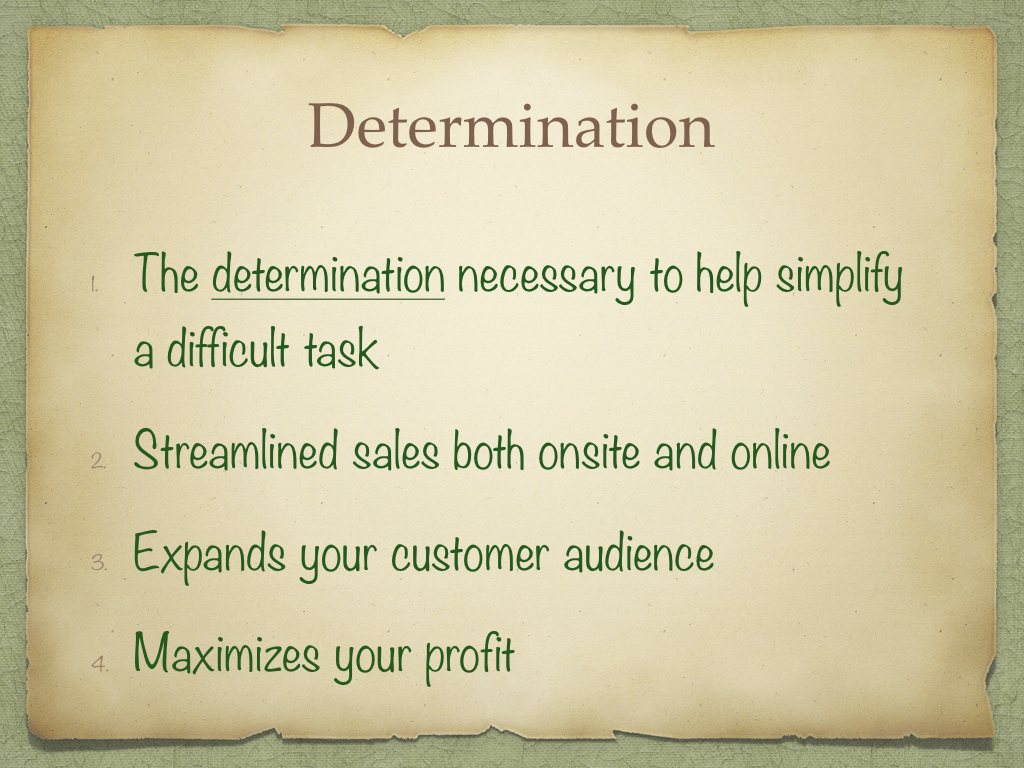 Determination
1. The determination necessary to help simplify
a difficult task
2. Streamlined sales both onsite and online
3. Expands your customer audience
4. Maximizes your profit